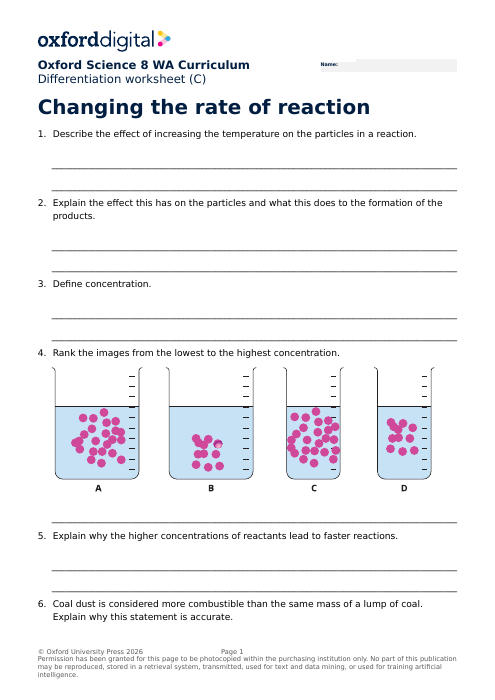 oxforddigital
Oxford Science 8 WA Curriculum
Name:
Differentiation worksheet (C)
Changing the rate of reaction
1. Describe the effect of increasing the temperature on the particles in a reaction.
2. Explain the effect this has on the particles and what this does to the formation of the
products.
3. Define concentration.
4. Rank the images from the lowest to the highest concentration.
A B C D
5. Explain why the higher concentrations of reactants lead to faster reactions.
6. Coal dust is considered more combustible than the same mass of a lump of coal.
Explain why this statement is accurate.
© Oxford University Press 2026 Page 1
Permission has been granted for this page to be photocopied within the purchasing institution only. No part of this publication
may be reproduced, stored in a retrieval system, transmitted, used for text and data mining, or used for training artificial
intelligence.